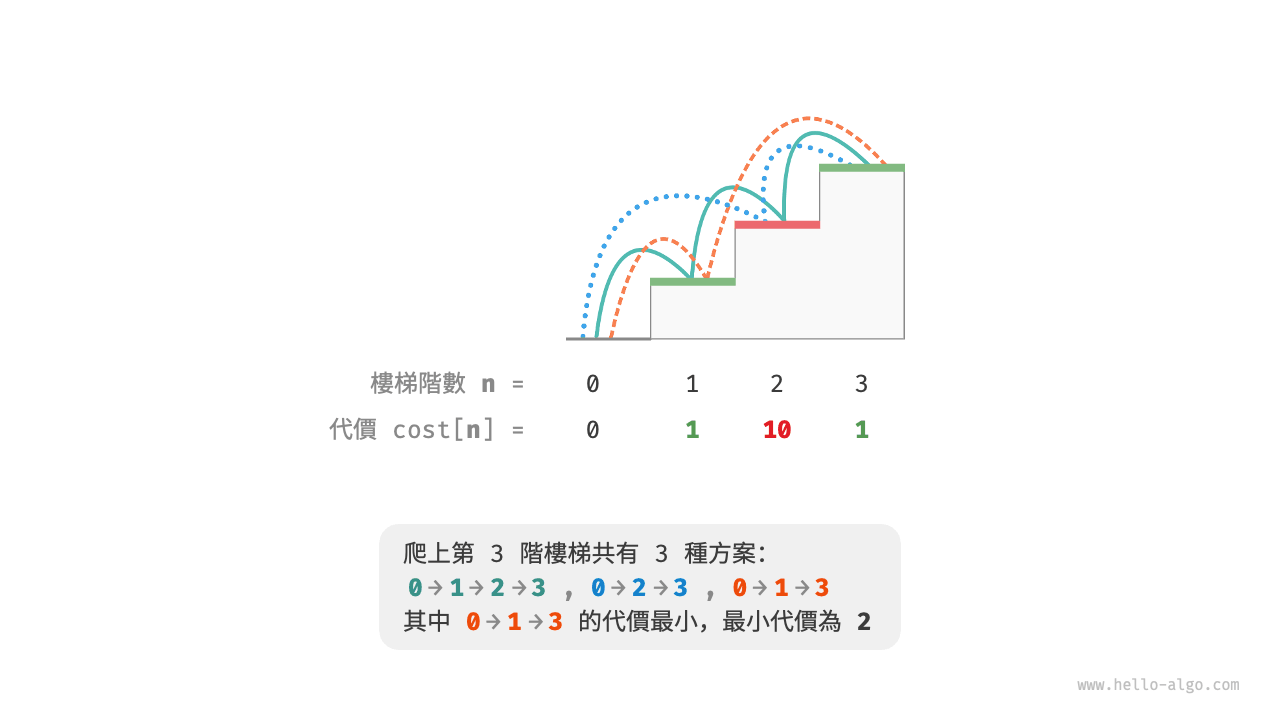 樓梯階數 n = 0 1 2 3
代價 cost[n] = 0 1 10 1
爬上第 3 階樓梯共有 3 種方案：
0→1→2→3 , 0→2→3 , 0→1→3
其中 0→1→3 的代價最小，最小代價為 2
www.hello-algo.com